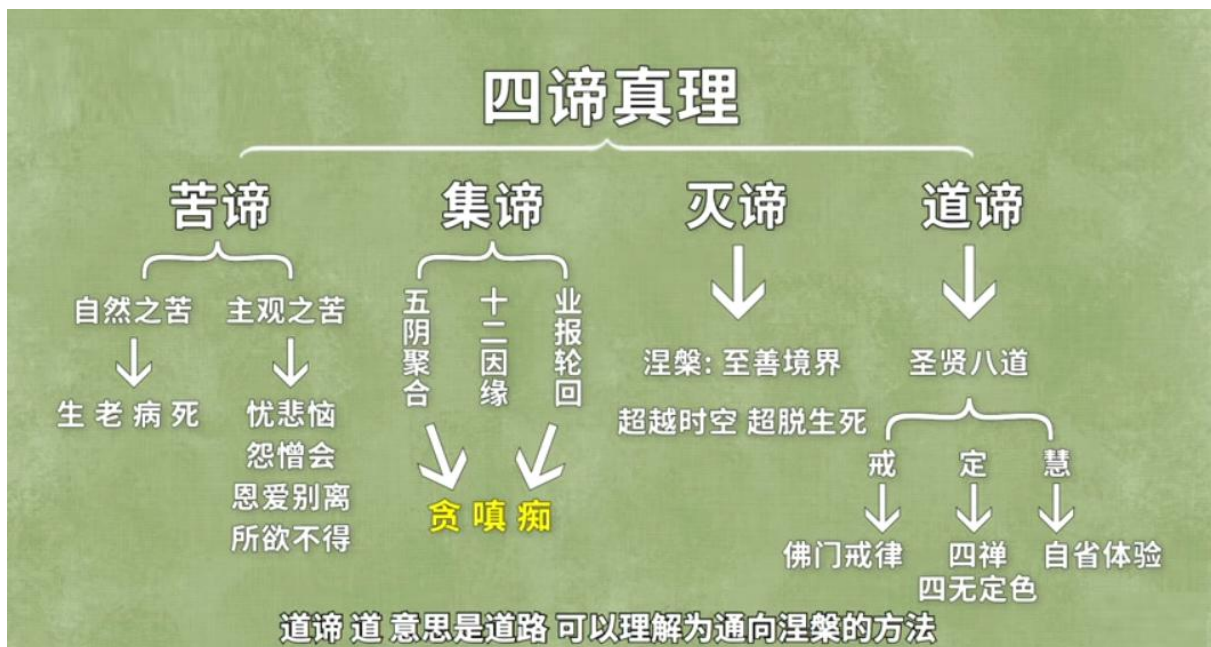 四谛真理
苦谛
集谛
灭谛
道谛
自然之苦
主观之苦
生 老 病 死
忧悲恼
怨憎会
恩爱别离
所欲不得
五阴聚合
十二因缘
业报轮回
贪 嗔 痴
涅槃: 至善境界
超越时空 超脱生死
圣贤八道
戒
定
慧
佛门戒律
四禅
四无定色
自省体验
道谛 道 意思是道路 可以理解为通向涅槃的方法